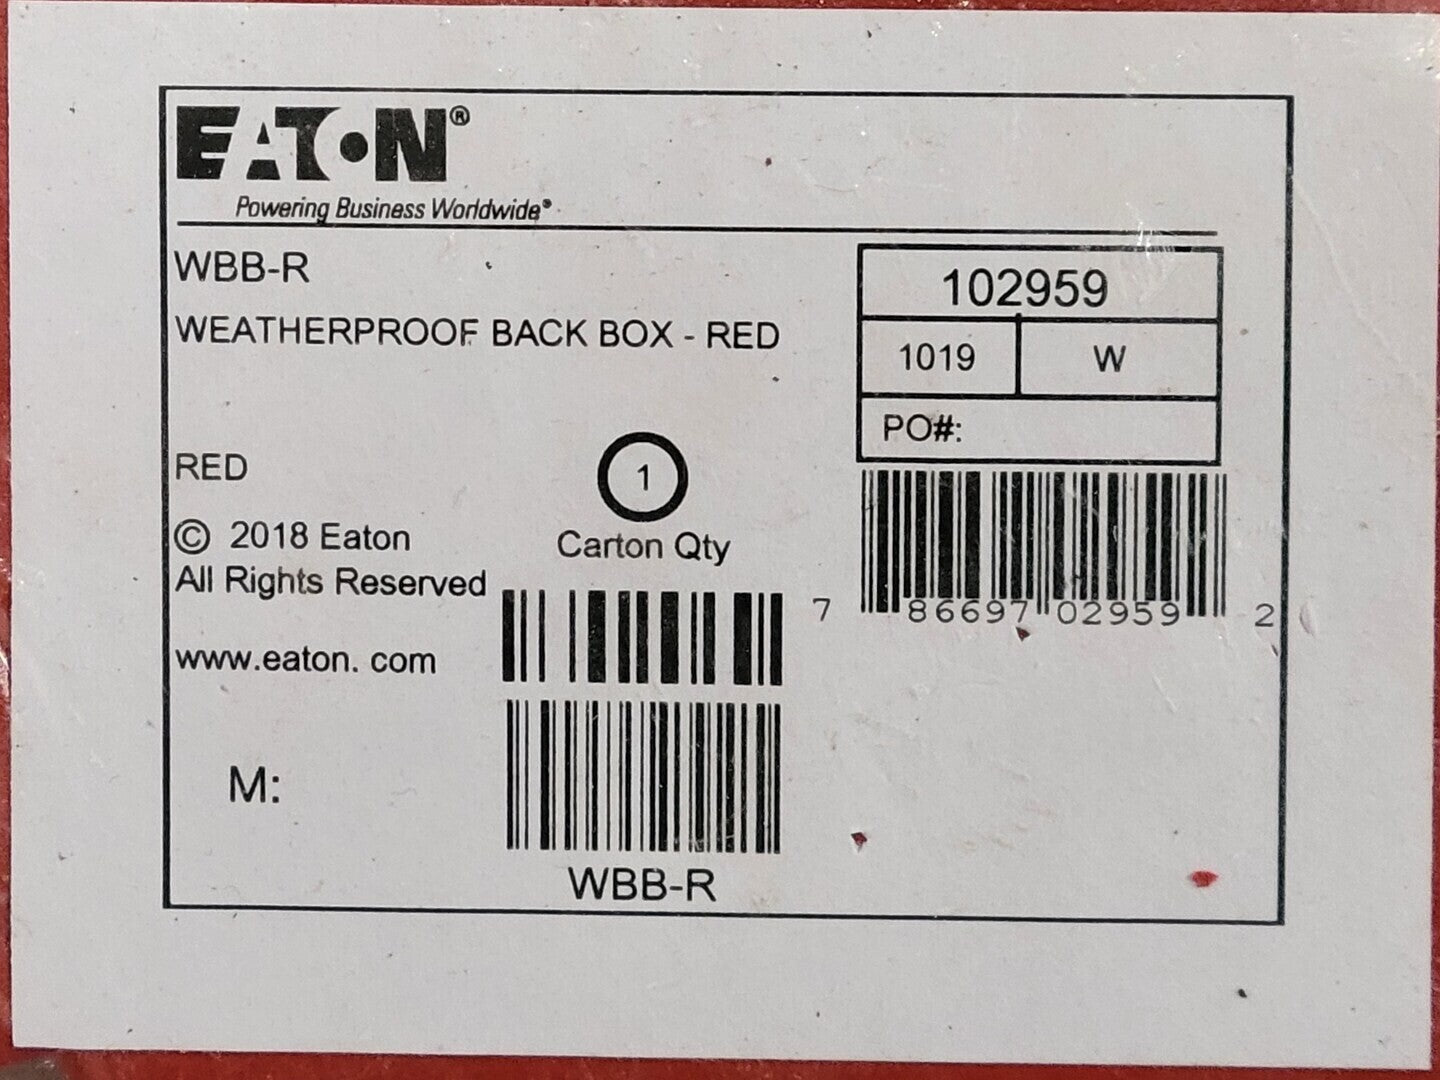 EATON®
Powering Business Worldwide®
WBB-R
WEATHERPROOF BACK BOX - RED
102959
1019 W
PO#:
RED
1
Carton Qty
© 2018 Eaton
All Rights Reserved
7 86697 02959 2
www.eaton. com
M:
WBB-R